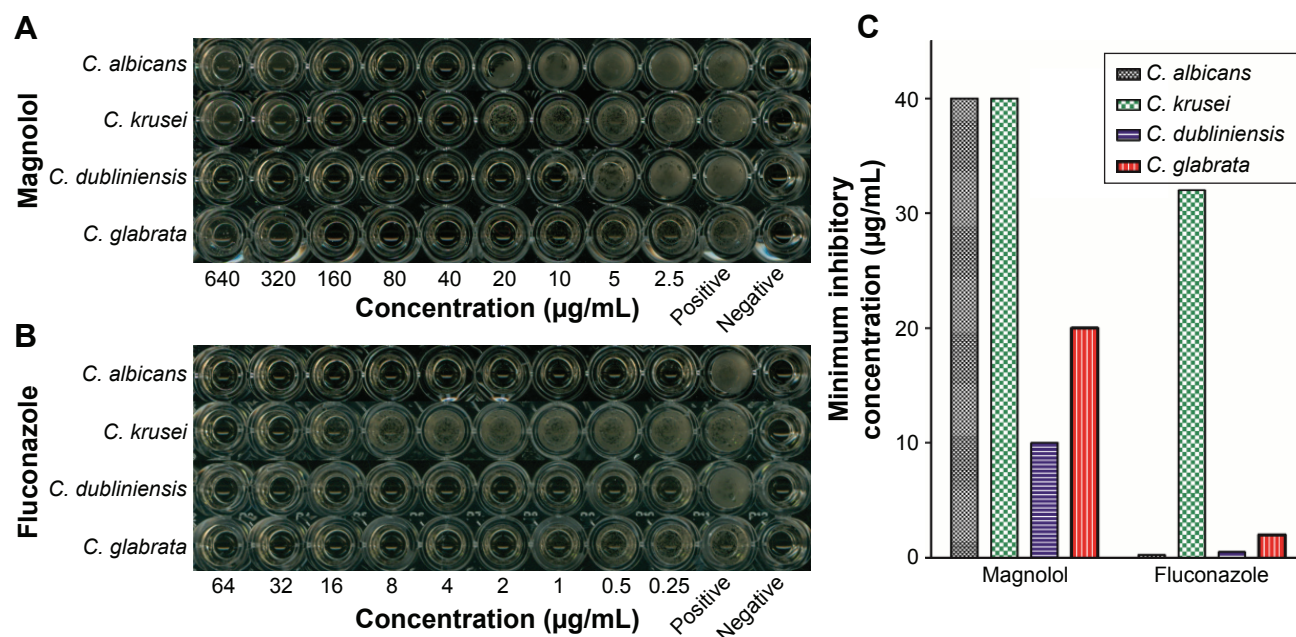 A
Magnolol
C. albicans
C. krusei
C. dubliniensis
C. glabrata
640 320 160 80 40 20 10 5 2.5 Positive Negative
Concentration (µg/mL)
B
Fluconazole
C. albicans
C. krusei
C. dubliniensis
C. glabrata
64 32 16 8 4 2 1 0.5 0.25 Positive Negative
Concentration (µg/mL)
C
Minimum inhibitory
concentration (µg/mL)
40
30
20
10
0
C. albicans
C. krusei
C. dubliniensis
C. glabrata
Magnolol Fluconazole